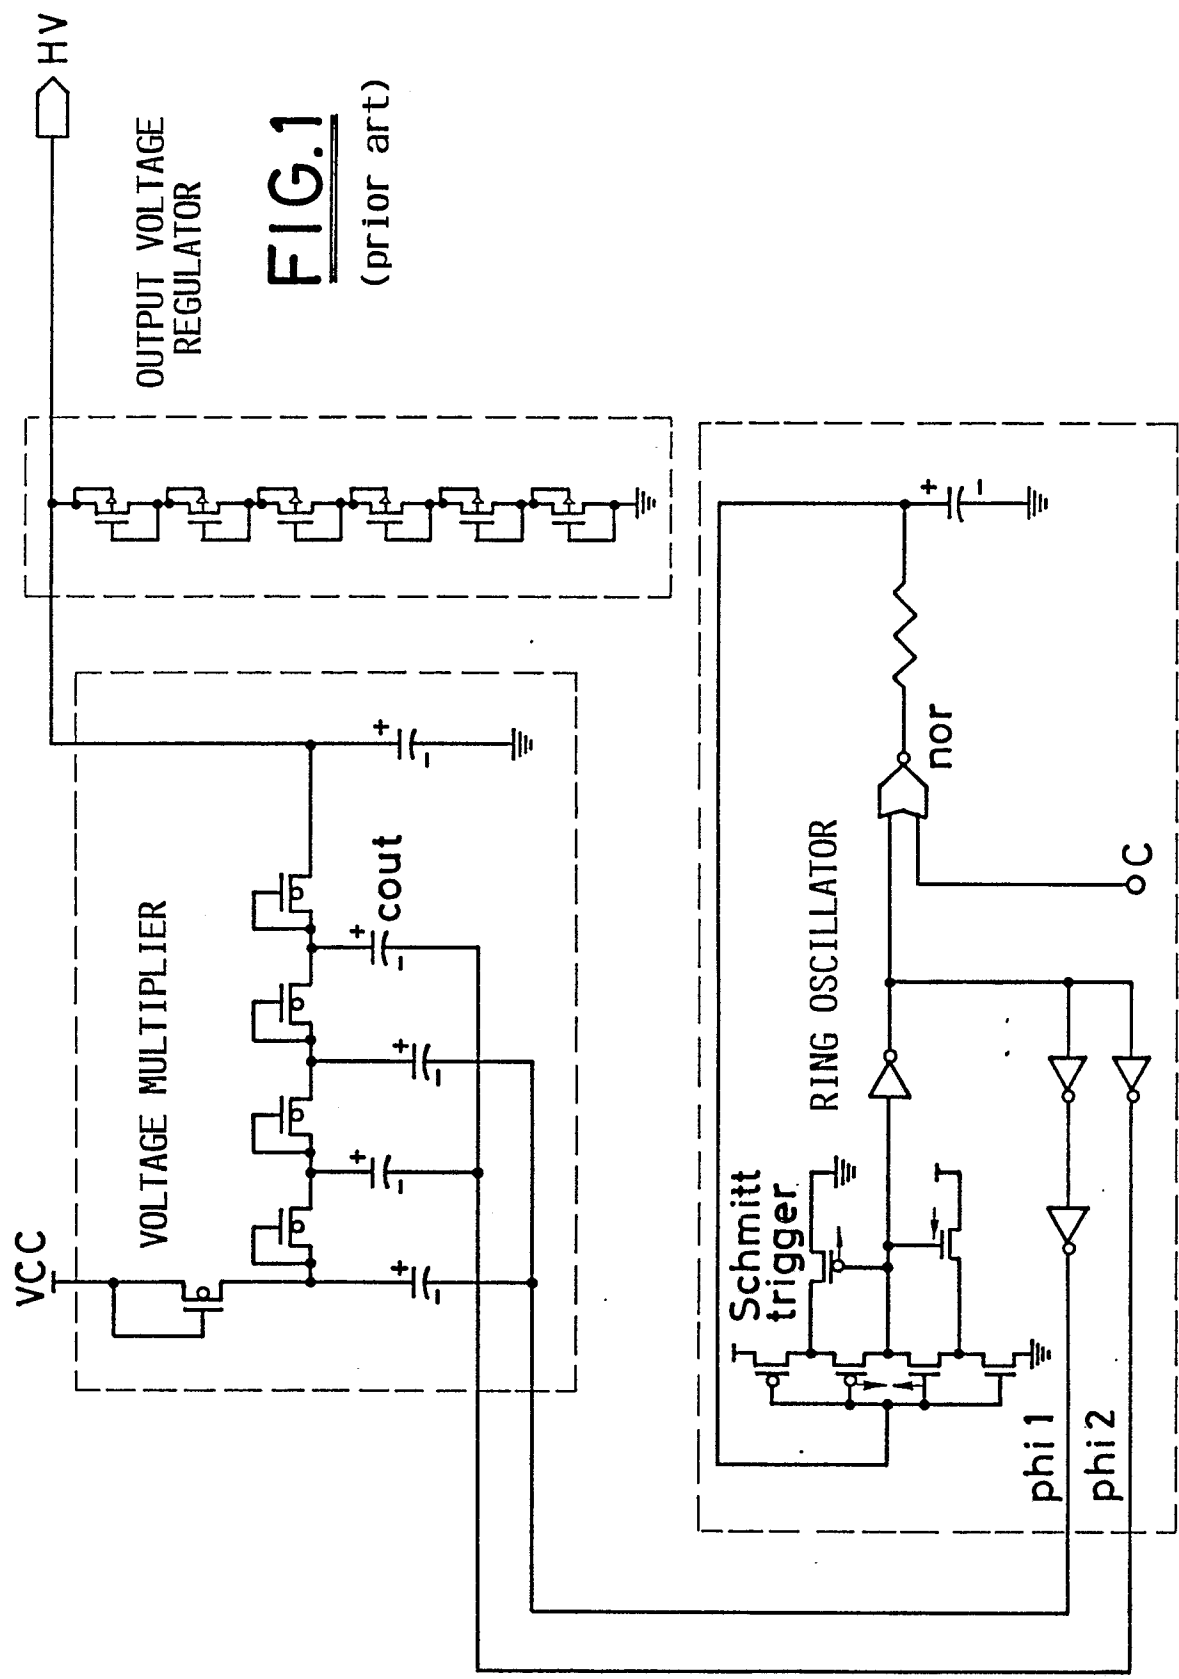 HV
OUTPUT VOLTAGE
REGULATOR
FIG.1
(prior art)
VCC
VOLTAGE MULTIPLIER
+
-
+
-
+
-
+
-
cout
+
-
Schmitt
trigger
RING OSCILLATOR
nor
+
-
C
phi1
phi2